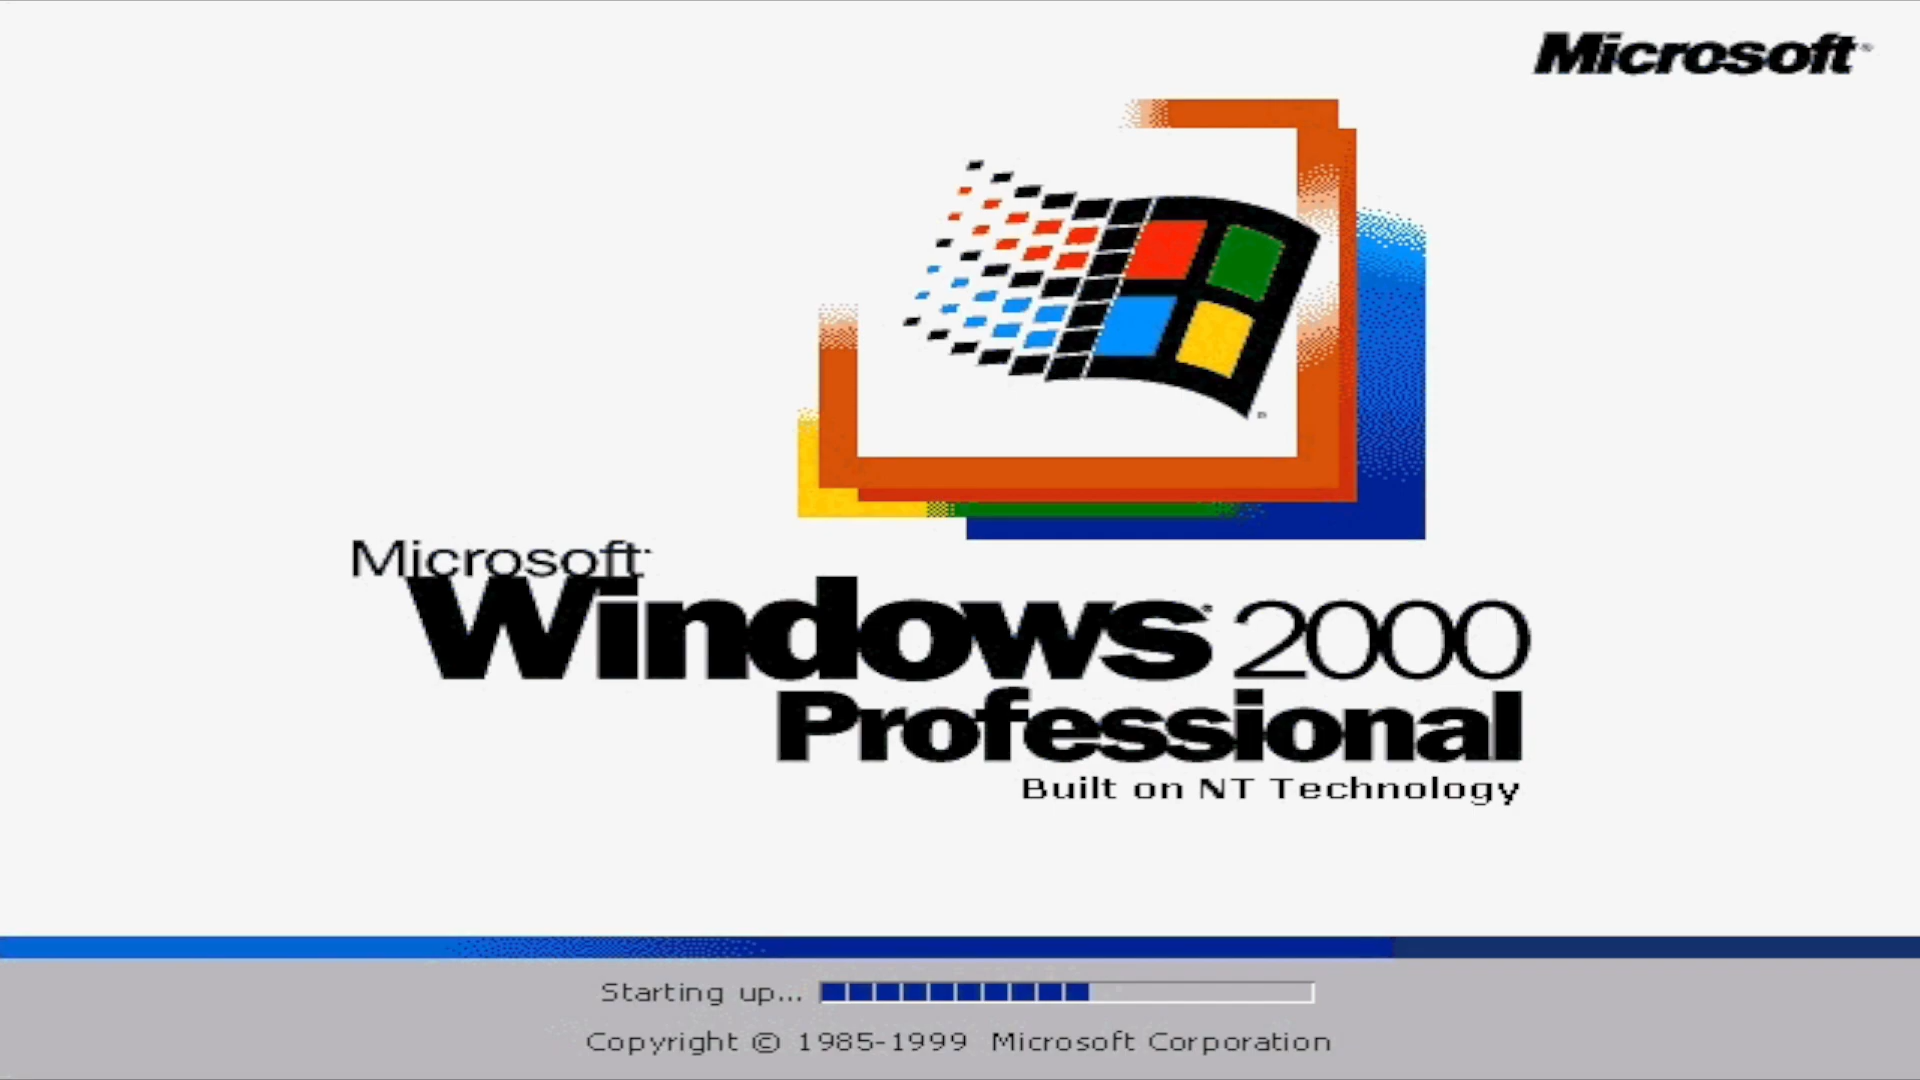 Microsoft
Microsoft
Windows 2000
Professional
Built on NT Technology
Starting up...
Copyright © 1985-1999 Microsoft Corporation